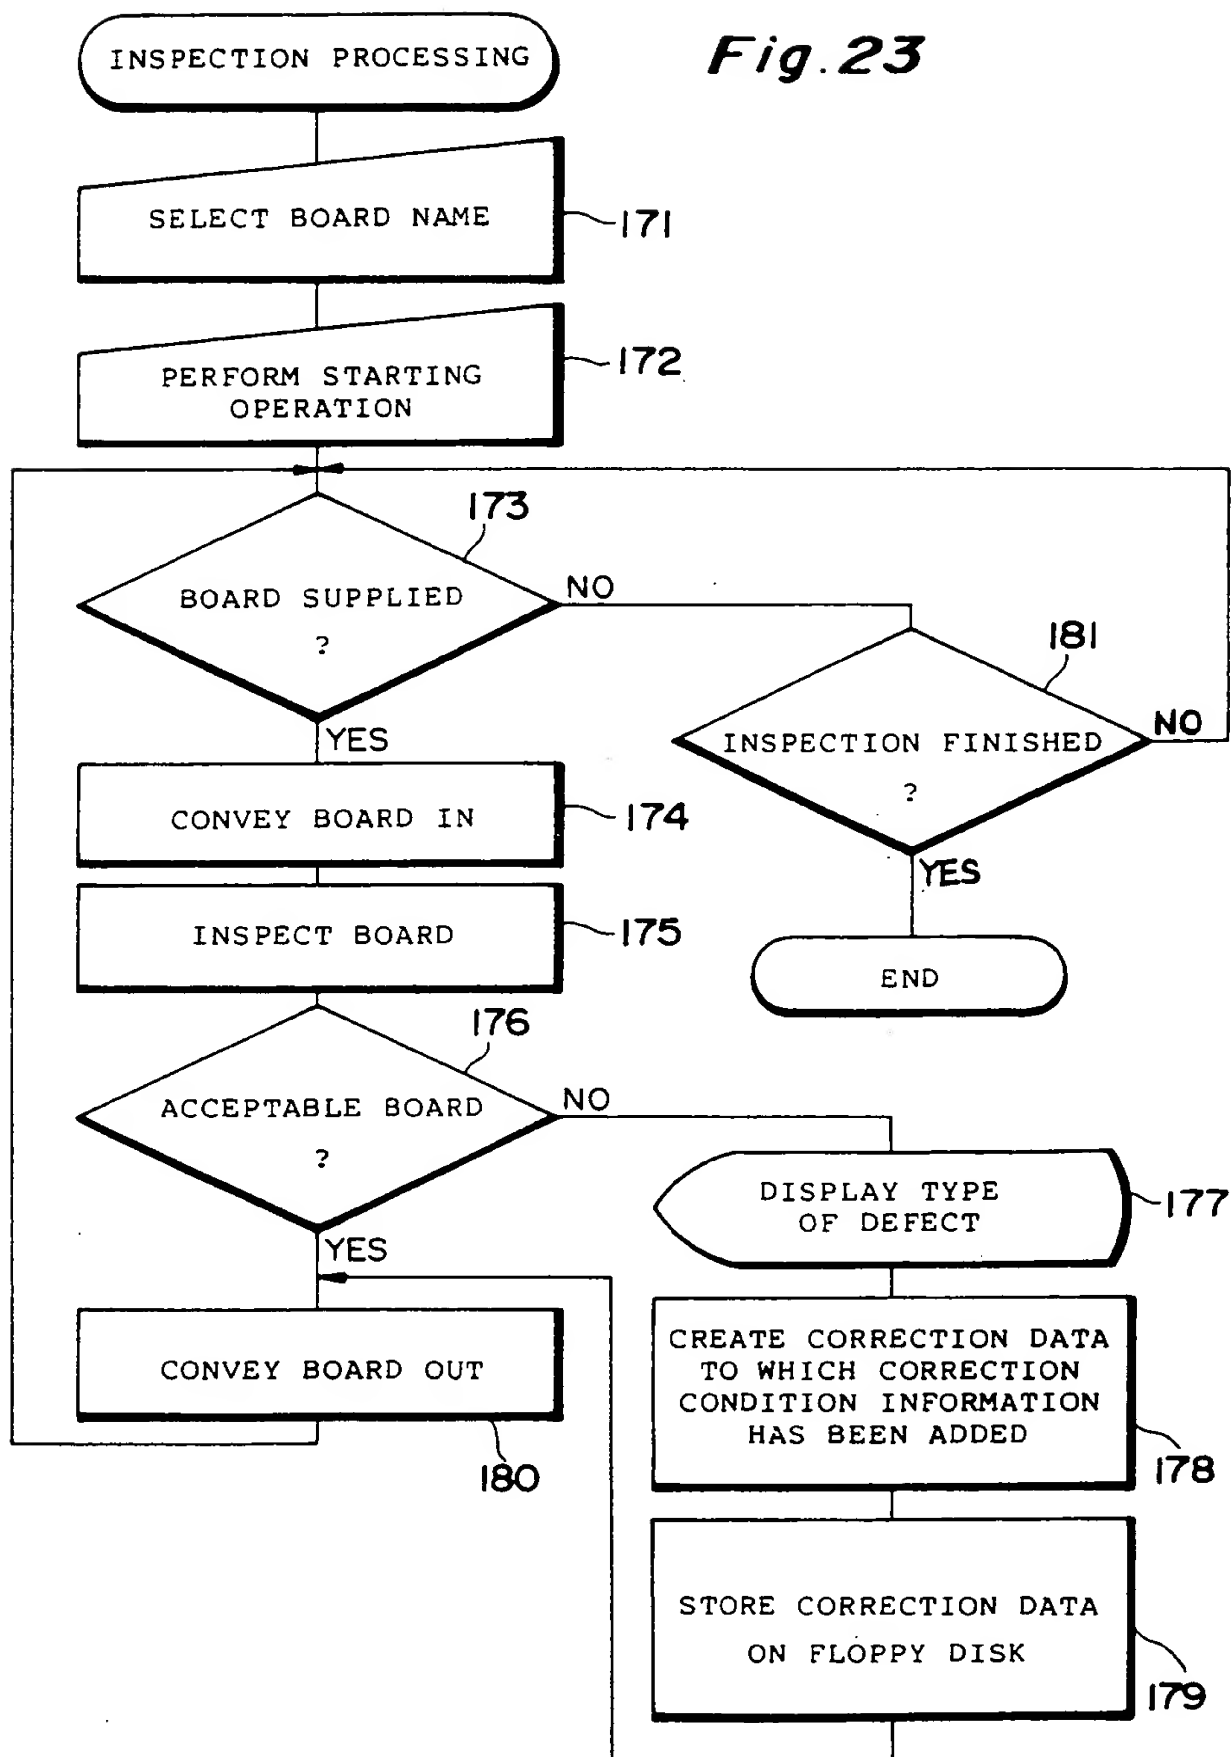 Fig. 23
INSPECTION PROCESSING
SELECT BOARD NAME
171
PERFORM STARTING
OPERATION
172
173
BOARD SUPPLIED
?
NO
YES
181
INSPECTION FINISHED
?
NO
YES
END
CONVEY BOARD IN
174
INSPECT BOARD
175
176
ACCEPTABLE BOARD
?
NO
YES
DISPLAY TYPE
OF DEFECT
177
CREATE CORRECTION DATA
TO WHICH CORRECTION
CONDITION INFORMATION
HAS BEEN ADDED
178
STORE CORRECTION DATA
ON FLOPPY DISK
179
CONVEY BOARD OUT
180